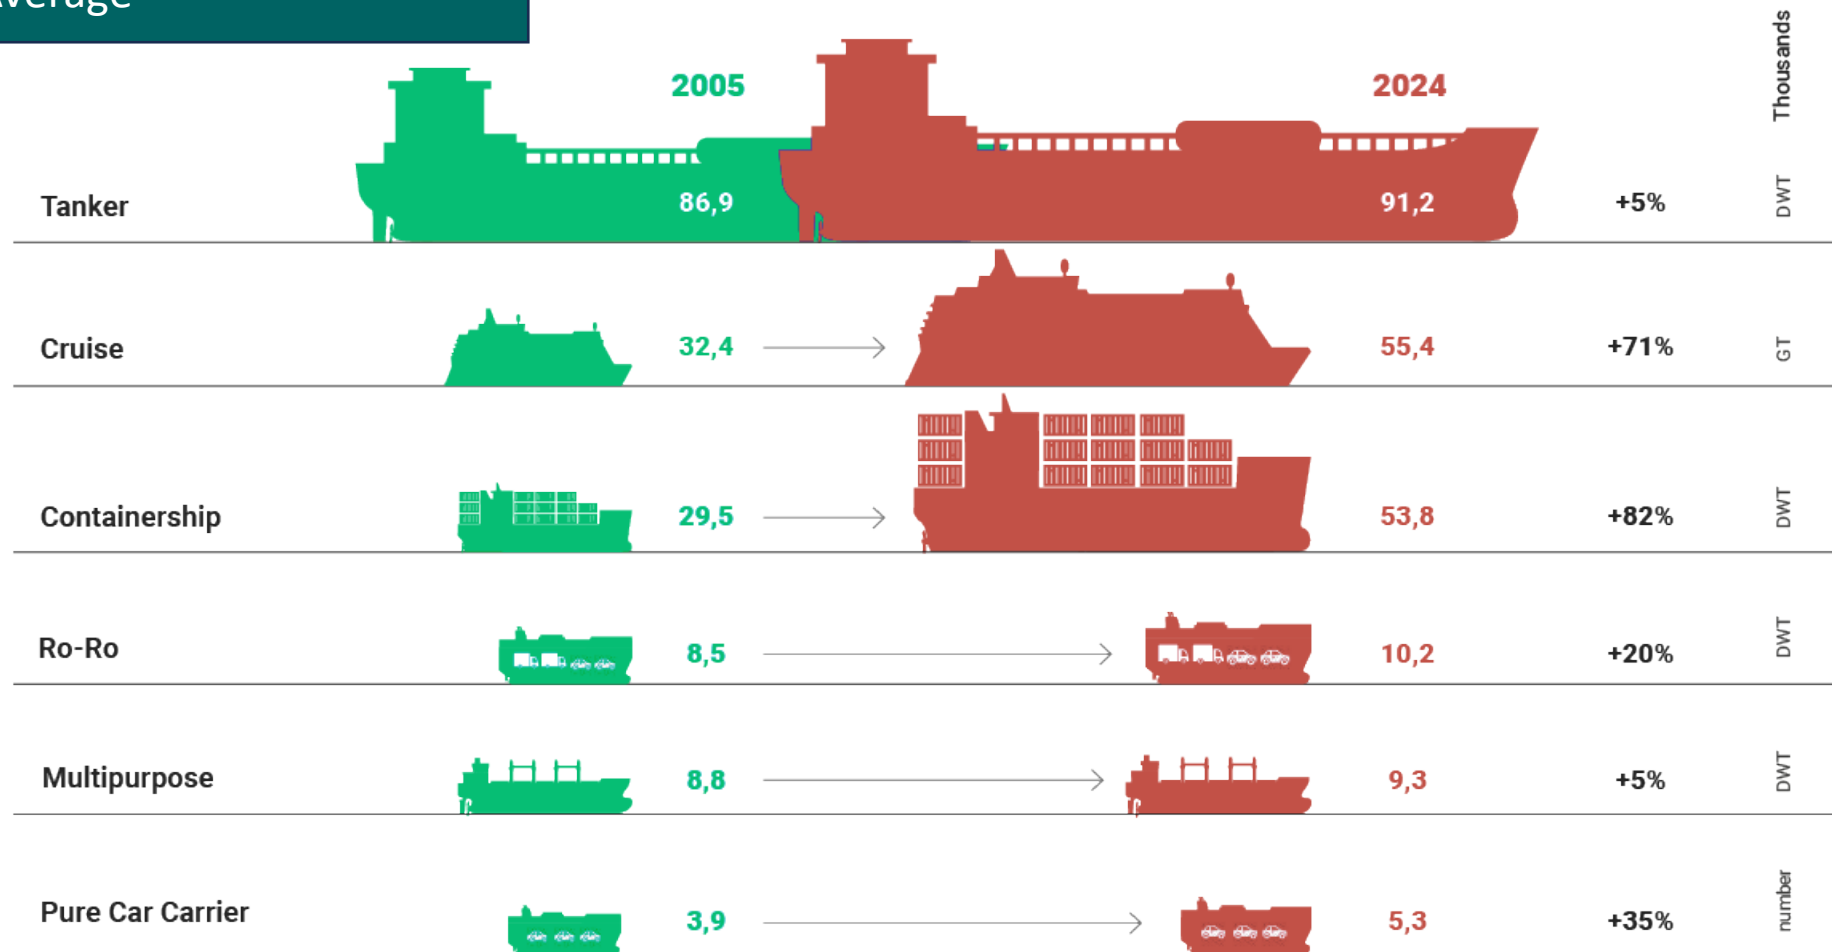 Average
Thousands
2005
2024
Tanker
86,9
91,2
+5%
DWT
Cruise
32,4
55,4
+71%
GT
Containership
29,5
53,8
+82%
DWT
Ro-Ro
8,5
10,2
+20%
DWT
Multipurpose
8,8
9,3
+5%
DWT
Pure Car Carrier
3,9
5,3
+35%
number